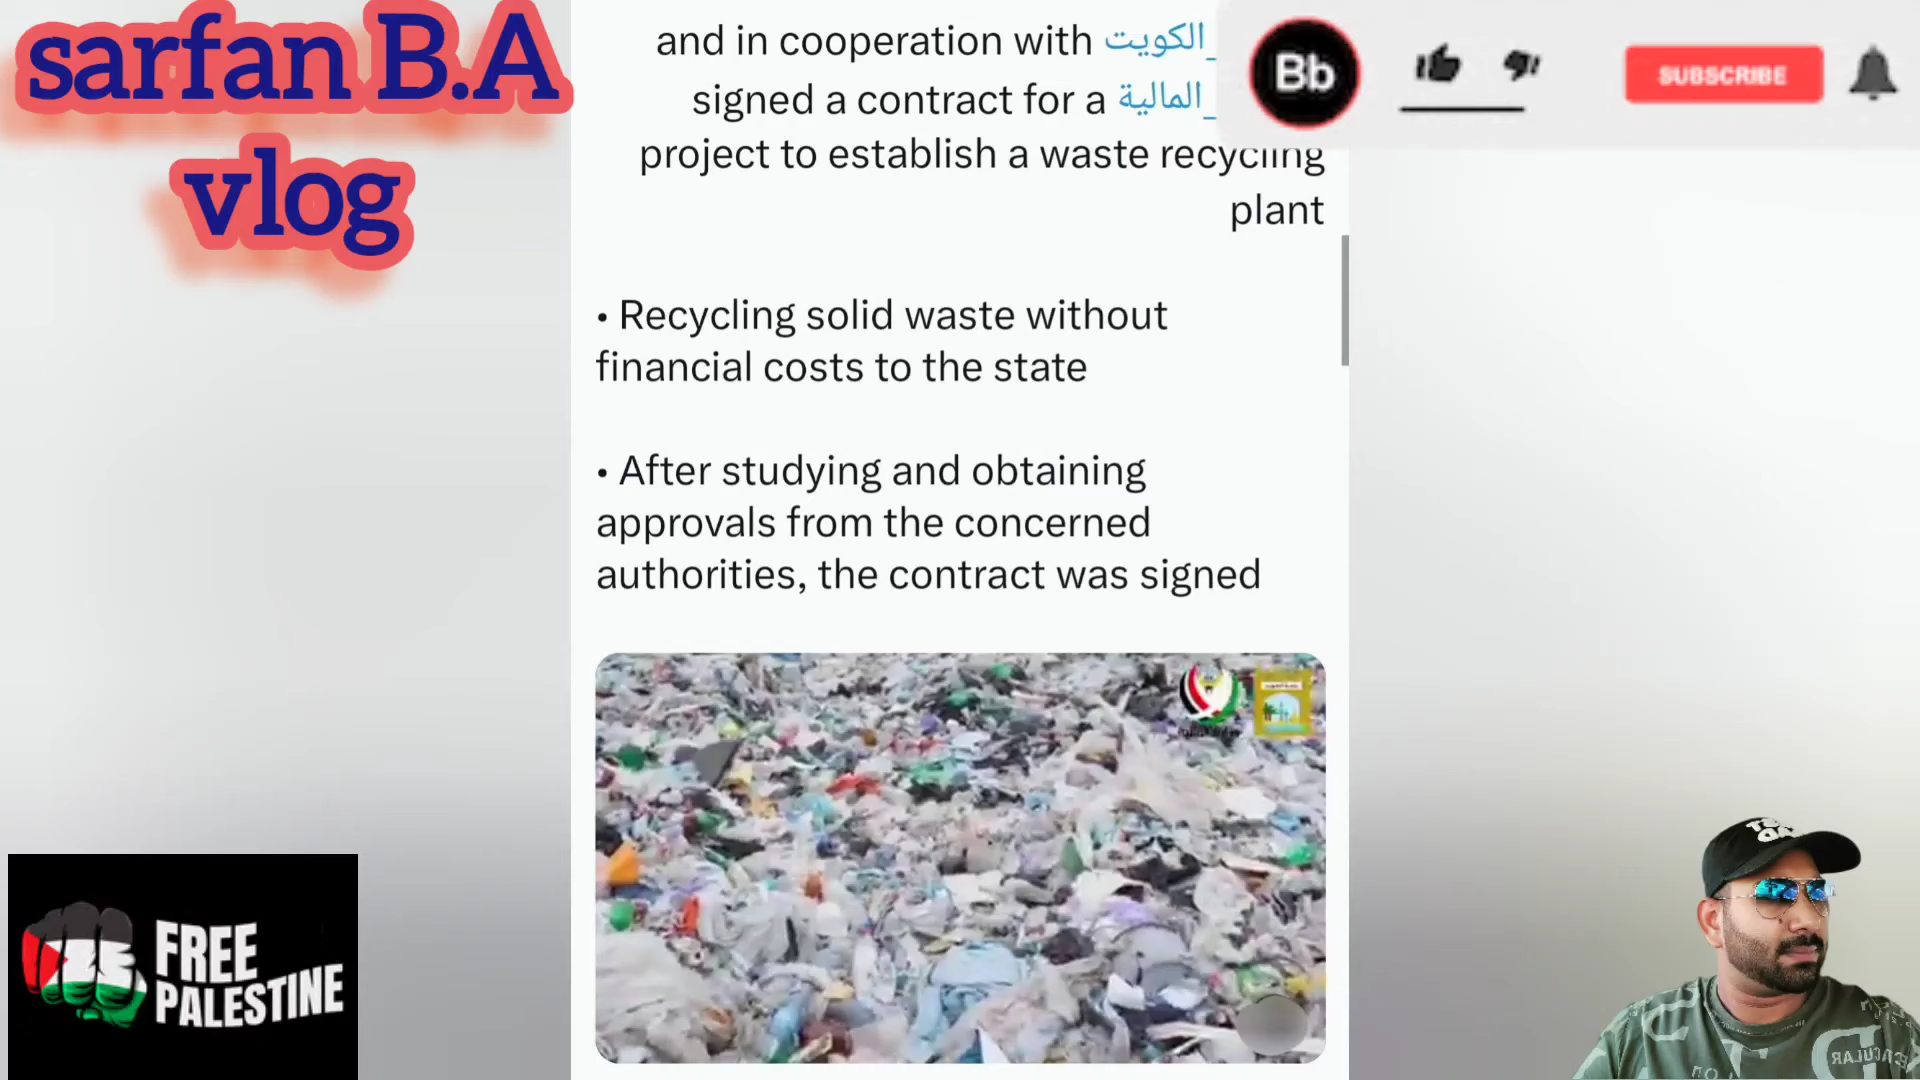 sarfan B.A
vlog
and in cooperation with الكويت_
signed a contract for a المالية_
project to establish a waste recycling
plant
• Recycling solid waste without
financial costs to the state
• After studying and obtaining
approvals from the concerned
authorities, the contract was signed
Bb
SUBSCRIBE
FREE
PALESTINE